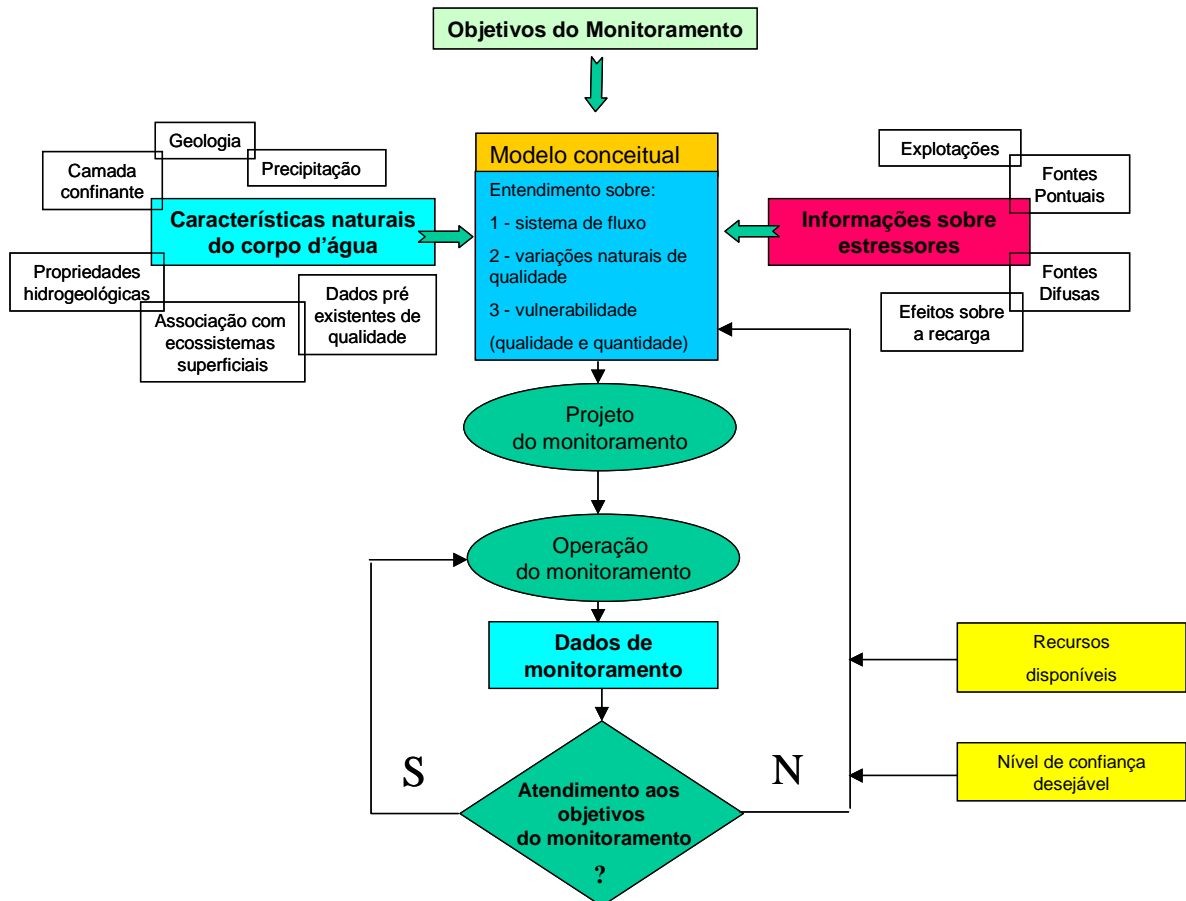 Objetivos do Monitoramento
Geologia
Camada
confinante
Precipitação
Características naturais
do corpo d'água
Propriedades
hidrogeológicas
Associação com
ecossistemas
superficiais
Dados pré
existentes de
qualidade
Modelo conceitual
Entendimento sobre:
1 - sistema de fluxo
2 - variações naturais de
qualidade
3 - vulnerabilidade
(qualidade e quantidade)
Explotações
Fontes
Pontuais
Informações sobre
estressores
Fontes
Difusas
Efeitos sobre
a recarga
Projeto
do monitoramento
Operação
do monitoramento
Dados de
monitoramento
Recursos
disponíveis
S
N
Nível de confiança
desejável
Atendimento aos
objetivos
do monitoramento
?